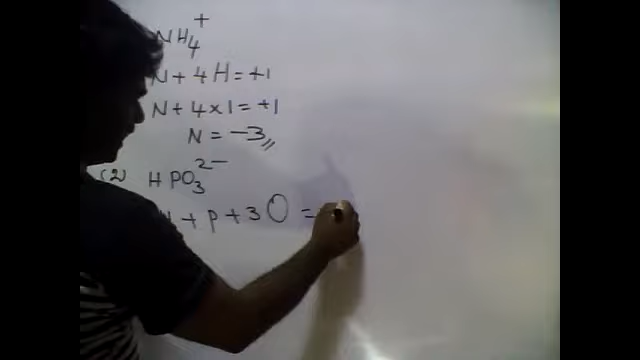 NH₄⁺
N + 4H = +1
N + 4×1 = +1
N = -3
(2) HPO₃²⁻
H + P + 3O =